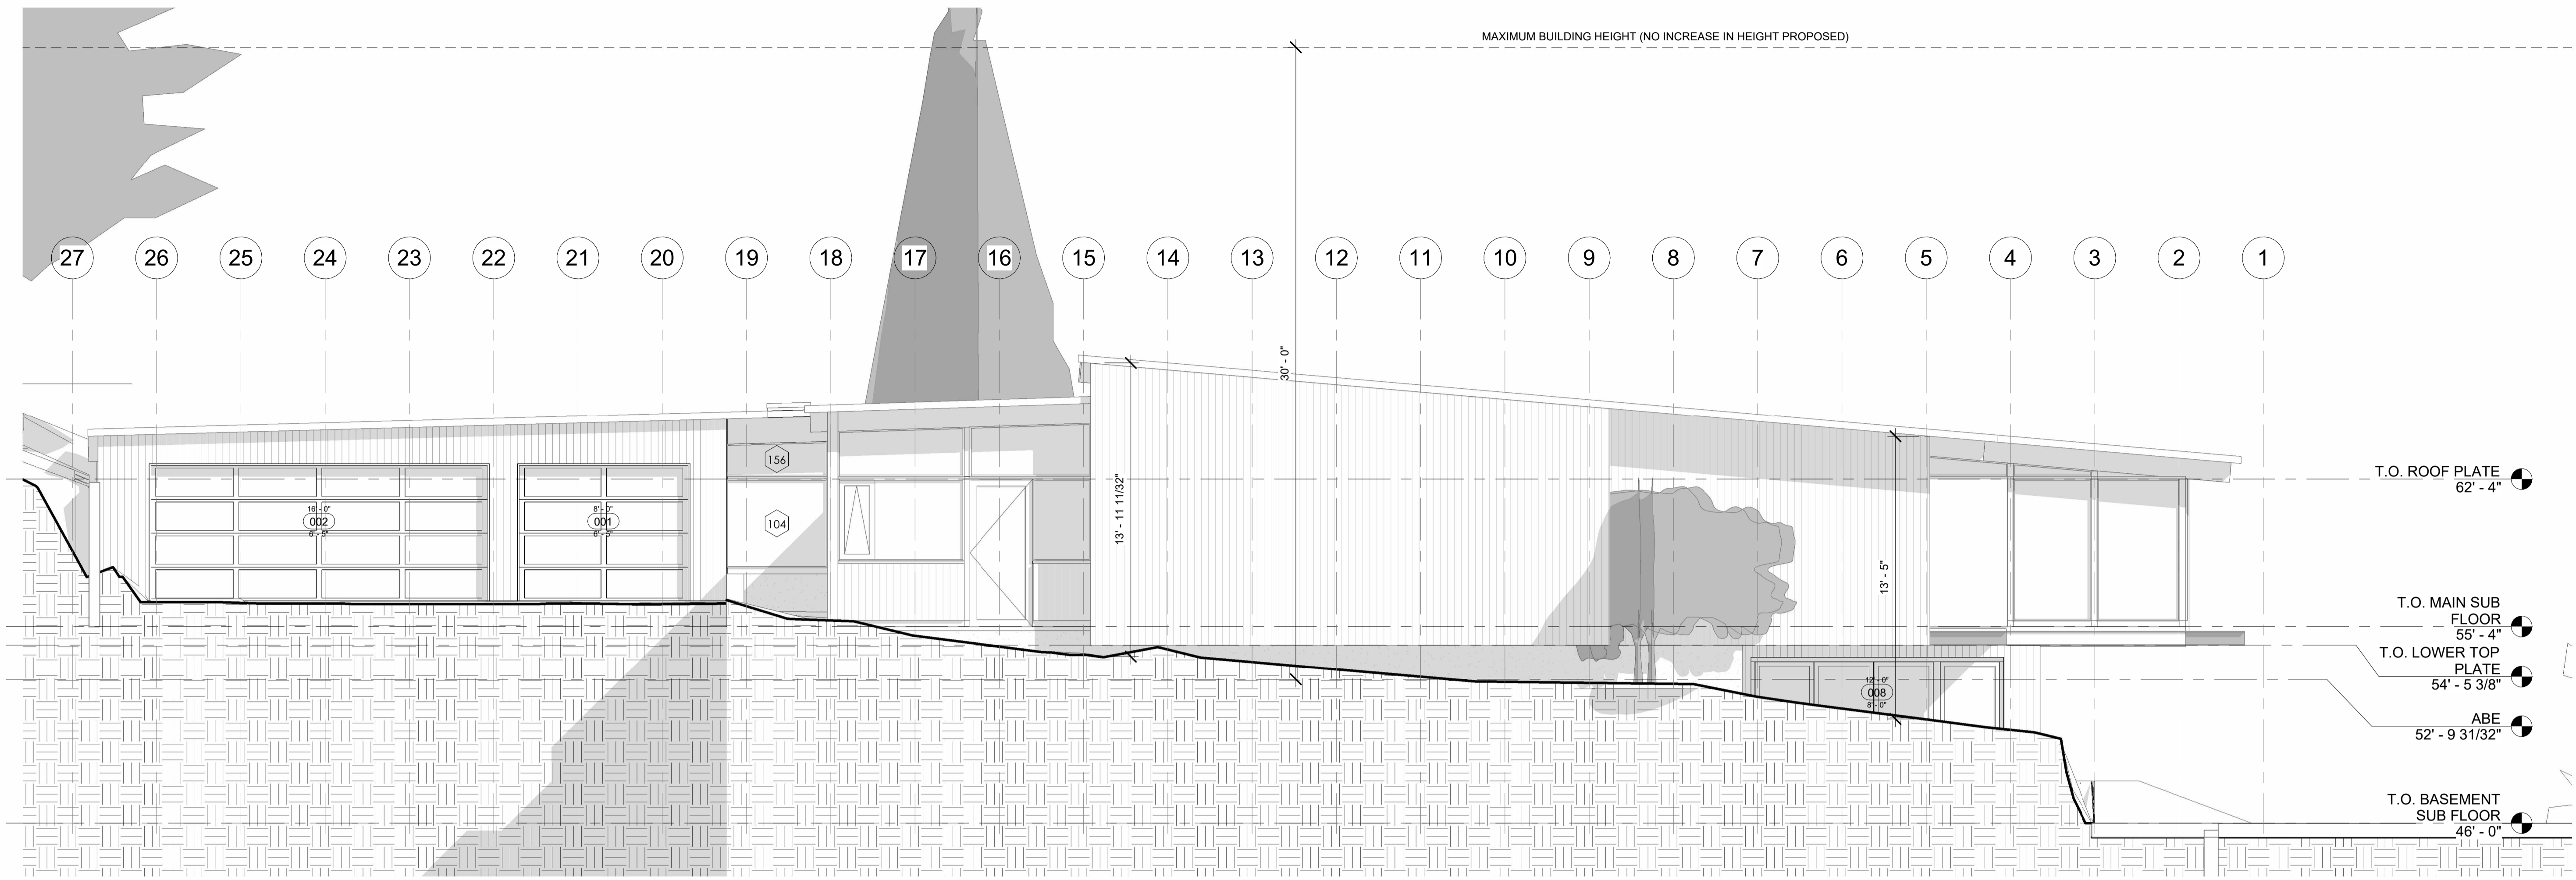 MAXIMUM BUILDING HEIGHT (NO INCREASE IN HEIGHT PROPOSED)
27 26 25 24 23 22 21 20 19 18 17 16 15 14 13 12 11 10 9 8 7 6 5 4 3 2 1
30' - 0"
13' - 11 11/32"
13' - 5"
156
104
16' - 0"
002
6' - 5"
8' - 0"
001
6' - 5"
12' - 0"
008
8' - 0"
T.O. ROOF PLATE
62' - 4"
T.O. MAIN SUB
FLOOR
55' - 4"
T.O. LOWER TOP
PLATE
54' - 5 3/8"
ABE
52' - 9 31/32"
T.O. BASEMENT
SUB FLOOR
46' - 0"